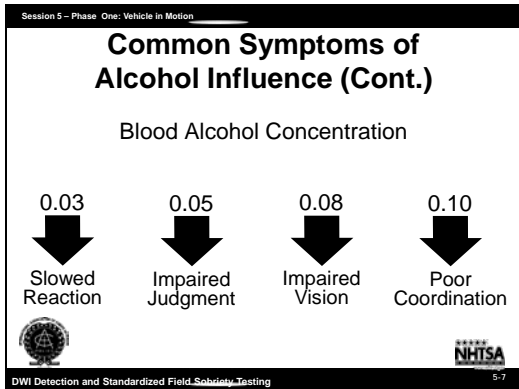 Session 5 – Phase One: Vehicle in Motion
Common Symptoms of
Alcohol Influence (Cont.)
Blood Alcohol Concentration
0.03 0.05 0.08 0.10
Slowed Impaired Impaired Poor
Reaction Judgment Vision Coordination
NHTSA
DWI Detection and Standardized Field Sobriety Testing 5-7